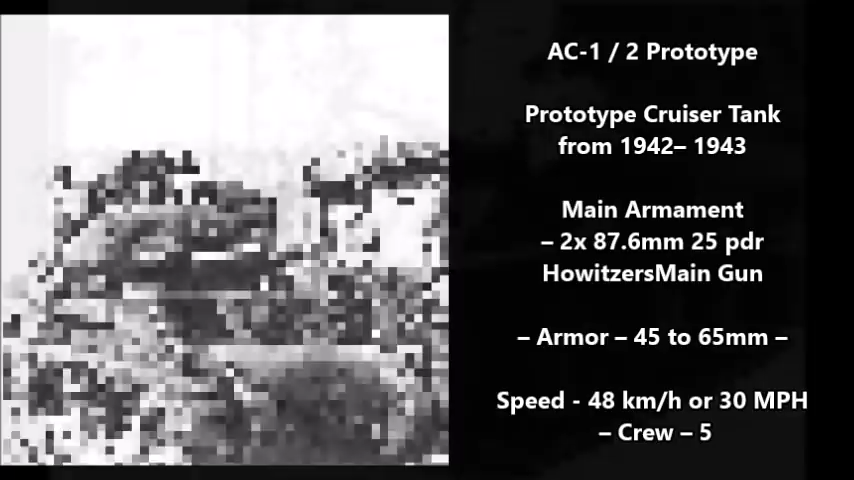 AC-1 / 2 Prototype
Prototype Cruiser Tank
from 1942– 1943
Main Armament
– 2x 87.6mm 25 pdr
HowitzersMain Gun
– Armor – 45 to 65mm –
Speed - 48 km/h or 30 MPH
– Crew – 5